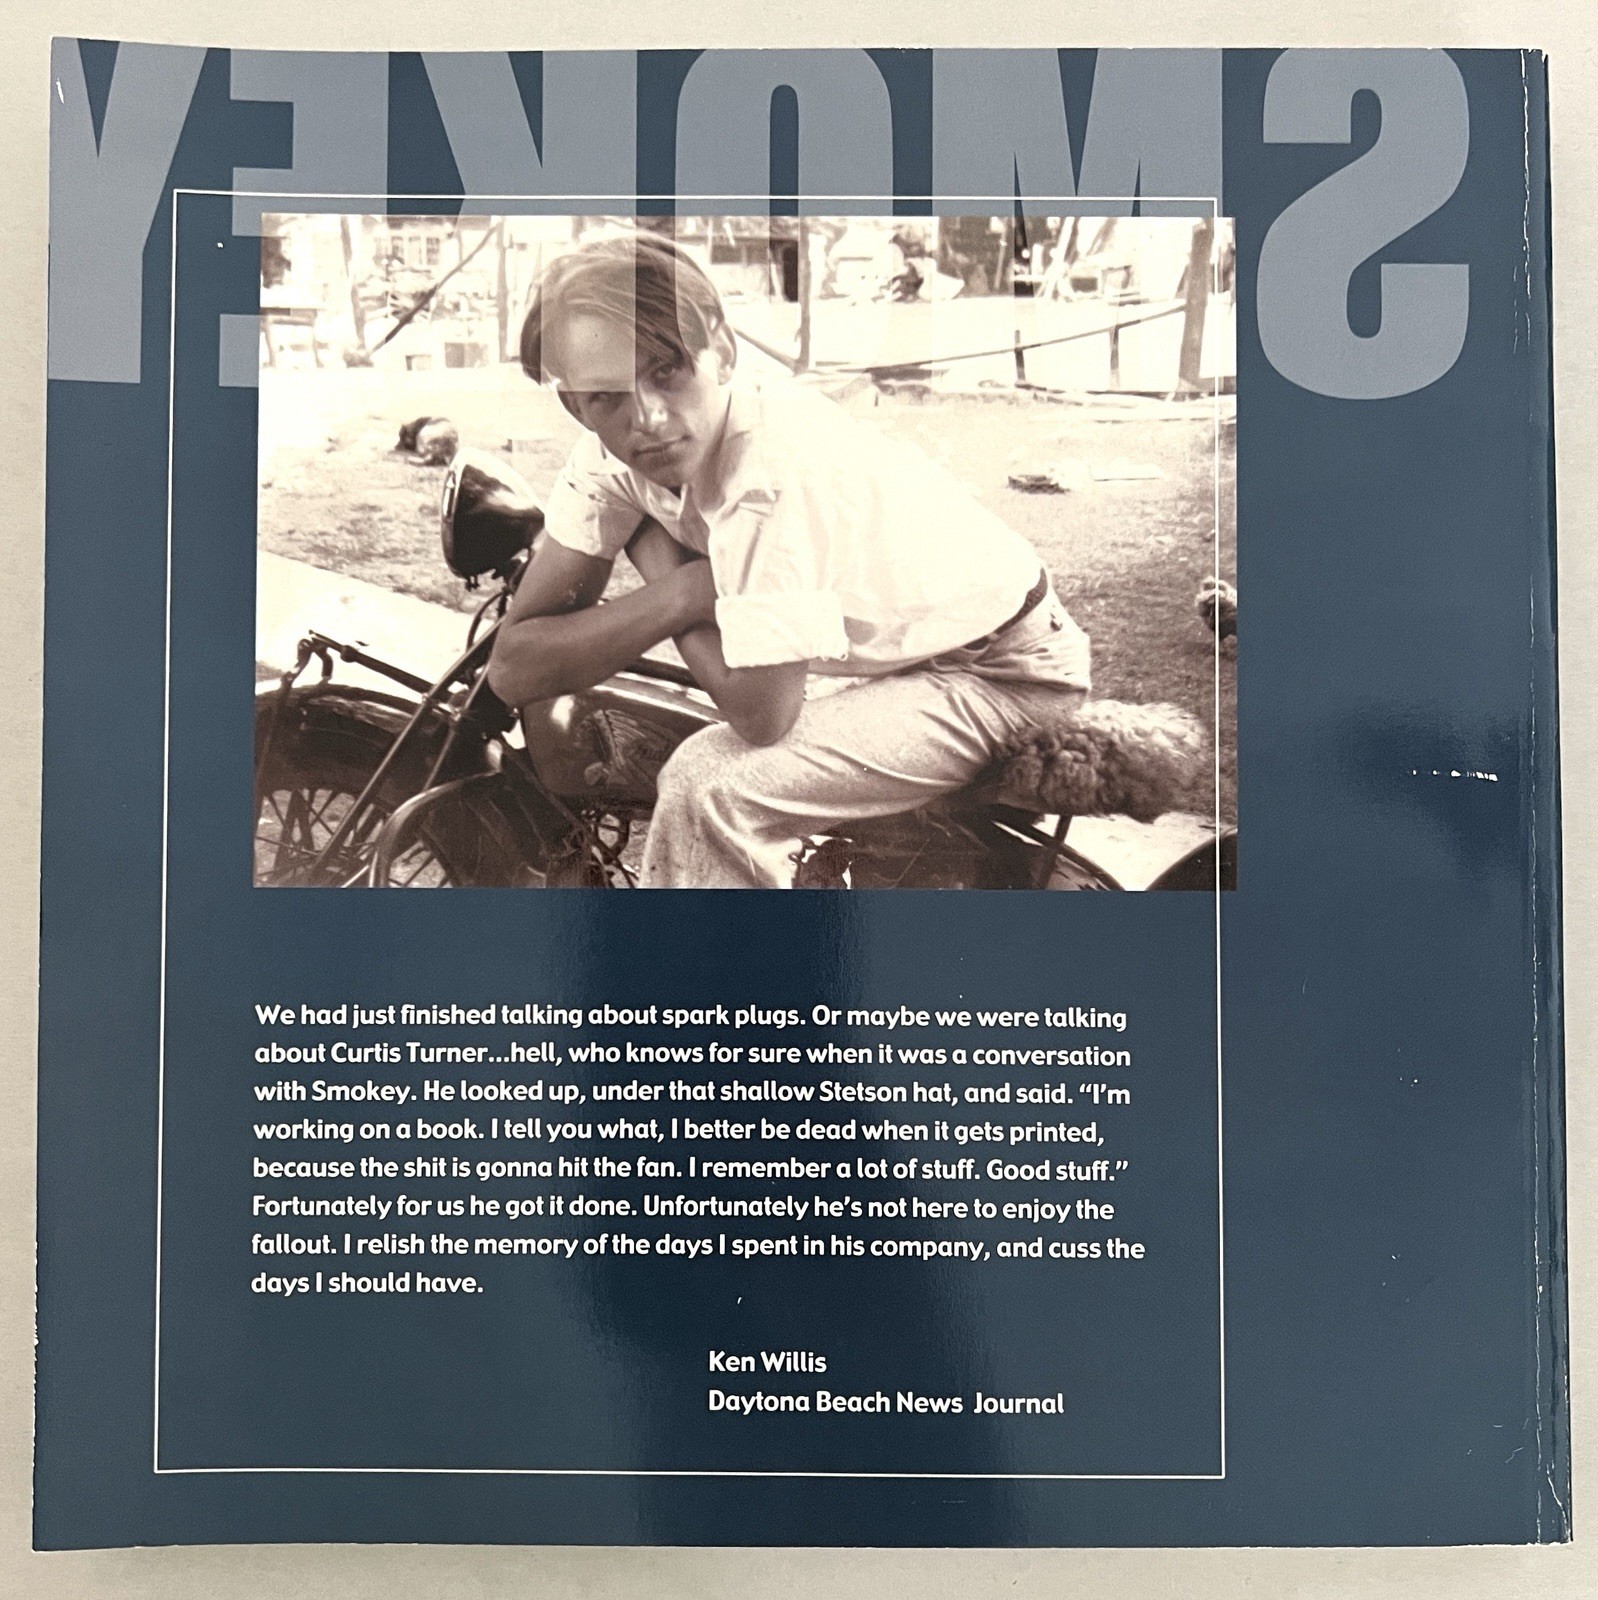 SMOKEY
We had just finished talking about spark plugs. Or maybe we were talking
about Curtis Turner...hell, who knows for sure when it was a conversation
with Smokey. He looked up, under that shallow Stetson hat, and said. “I’m
working on a book. I tell you what, I better be dead when it gets printed,
because the shit is gonna hit the fan. I remember a lot of stuff. Good stuff.”
Fortunately for us he got it done. Unfortunately he’s not here to enjoy the
fallout. I relish the memory of the days I spent in his company, and cuss the
days I should have.
Ken Willis
Daytona Beach News Journal